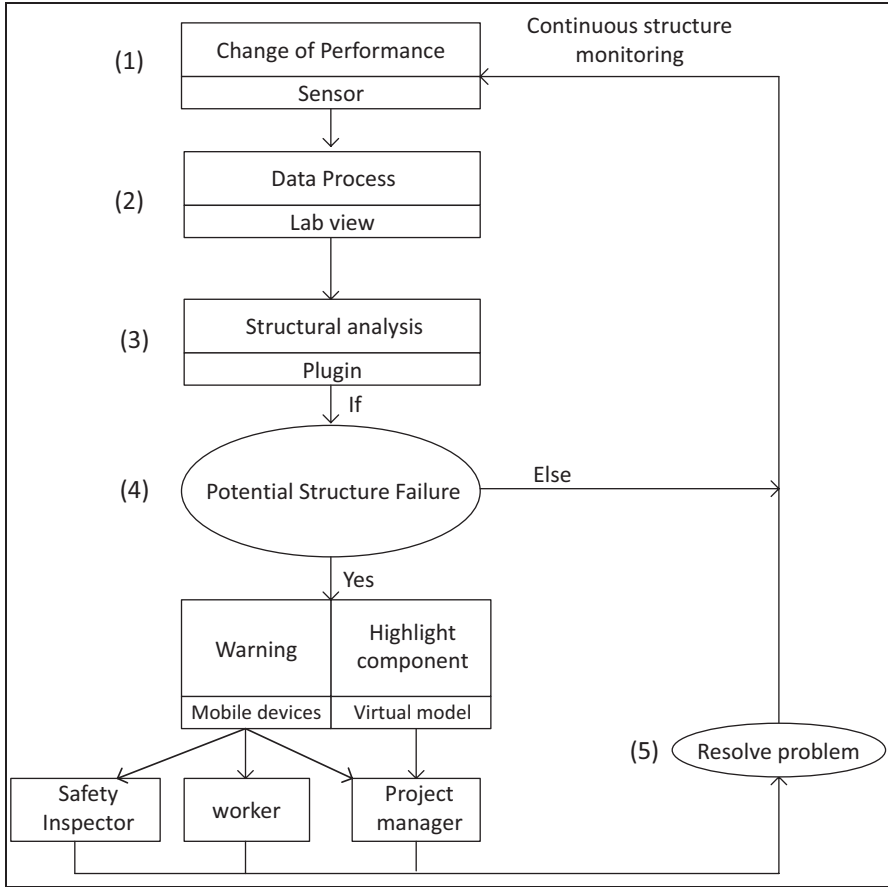 Continuous structure
monitoring
(1)
Change of Performance
Sensor
(2)
Data Process
Lab view
(3)
Structural analysis
Plugin
If
(4)
Potential Structure Failure
Else
Yes
Warning
Highlight
component
Mobile devices
Virtual model
(5)
Resolve problem
Safety
Inspector
worker
Project
manager